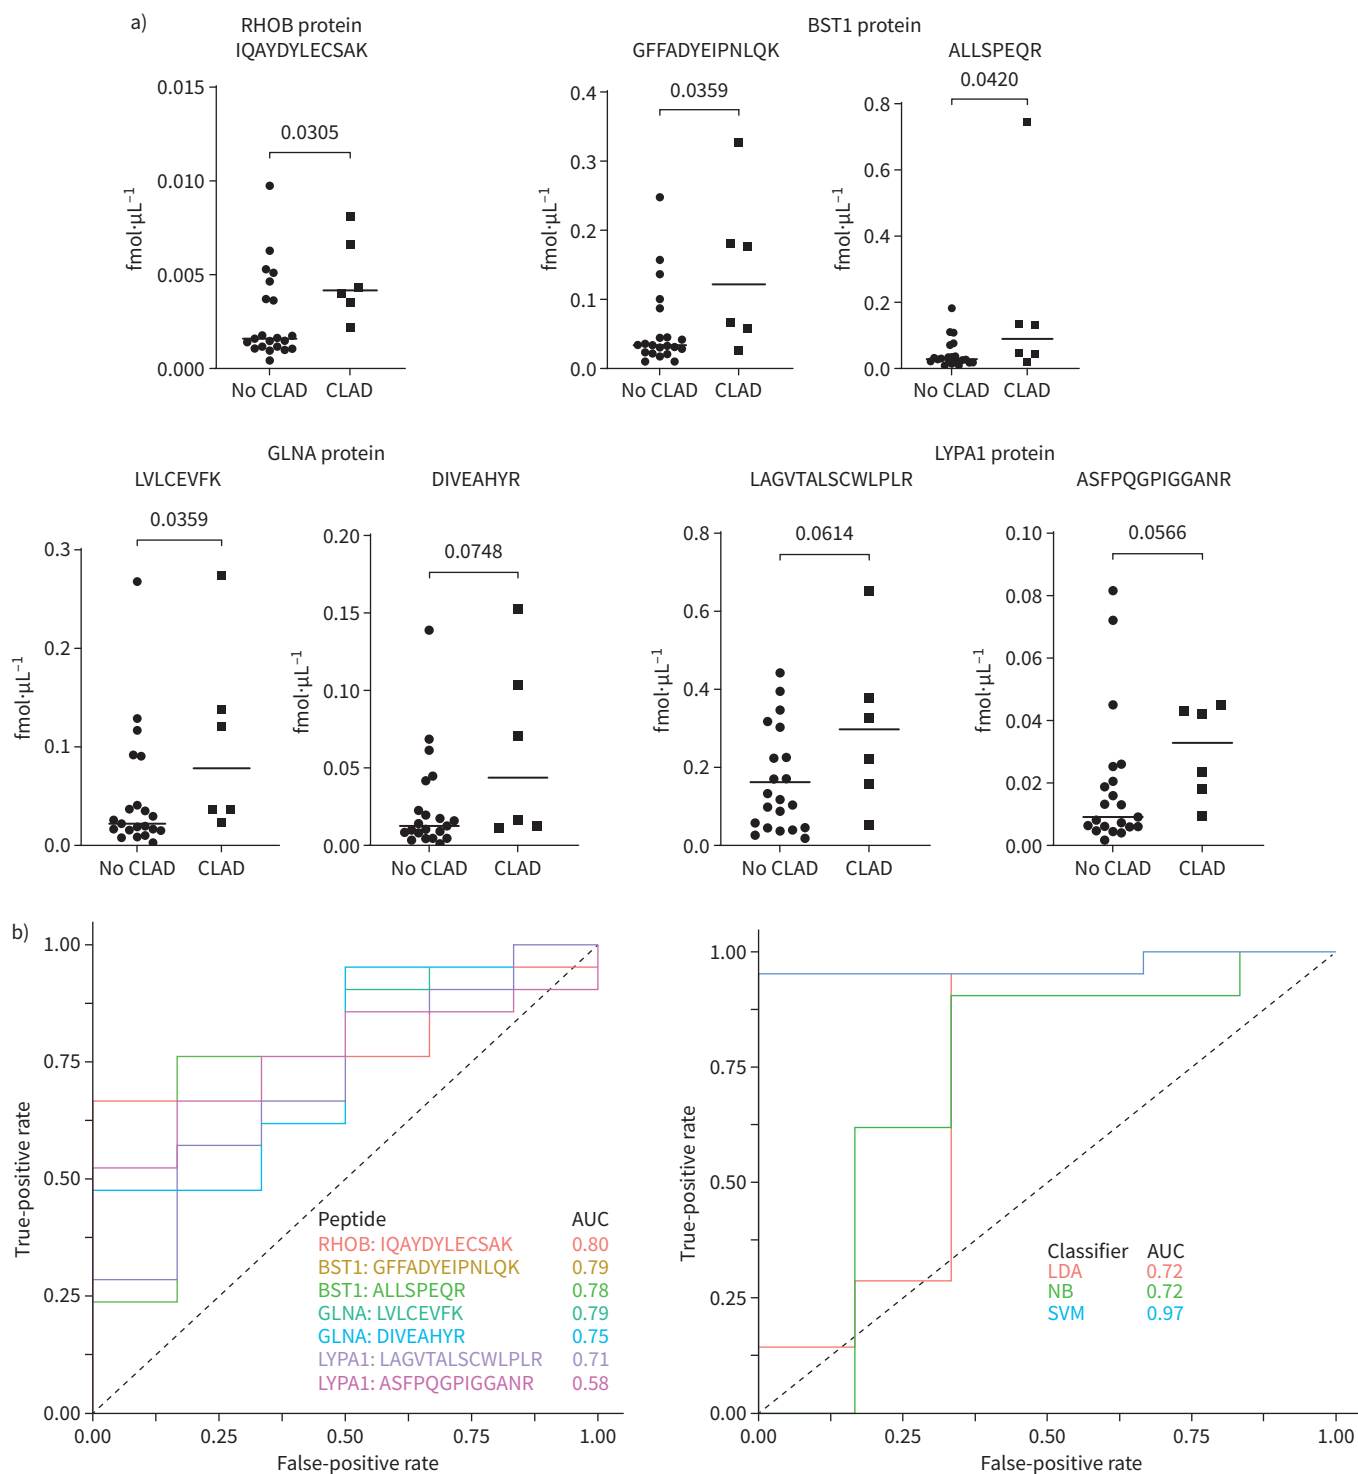 a)
RHOB protein
IQAYDYLECSAK
0.015
0.010
0.005
0.000
fmol·µL⁻¹
0.0305
No CLAD CLAD
BST1 protein
GFFADYEIPNLQK
0.4
0.3
0.2
0.1
0.0
fmol·µL⁻¹
0.0359
No CLAD CLAD
ALLSPEQR
0.8
0.6
0.4
0.2
0.0
fmol·µL⁻¹
0.0420
No CLAD CLAD
GLNA protein
LVLCEVFK
0.3
0.2
0.1
0.0
fmol·µL⁻¹
0.0359
No CLAD CLAD
DIVEAHYR
0.20
0.15
0.10
0.05
0.00
fmol·µL⁻¹
0.0748
No CLAD CLAD
LYPA1 protein
LAGVTALSCWLPLR
0.8
0.6
0.4
0.2
0.0
fmol·µL⁻¹
0.0614
No CLAD CLAD
ASFPQGPIGGANR
0.10
0.08
0.06
0.04
0.02
0.00
fmol·µL⁻¹
0.0566
No CLAD CLAD
b)
1.00
0.75
0.50
0.25
0.00
True-positive rate
Peptide AUC
RHOB: IQAYDYLECSAK 0.80
BST1: GFFADYEIPNLQK 0.79
BST1: ALLSPEQR 0.78
GLNA: LVLCEVFK 0.79
GLNA: DIVEAHYR 0.75
LYPA1: LAGVTALSCWLPLR 0.71
LYPA1: ASFPQGPIGGANR 0.58
0.00 0.25 0.50 0.75 1.00
False-positive rate
1.00
0.75
0.50
0.25
0.00
True-positive rate
Classifier AUC
LDA 0.72
NB 0.72
SVM 0.97
0.00 0.25 0.50 0.75 1.00
False-positive rate